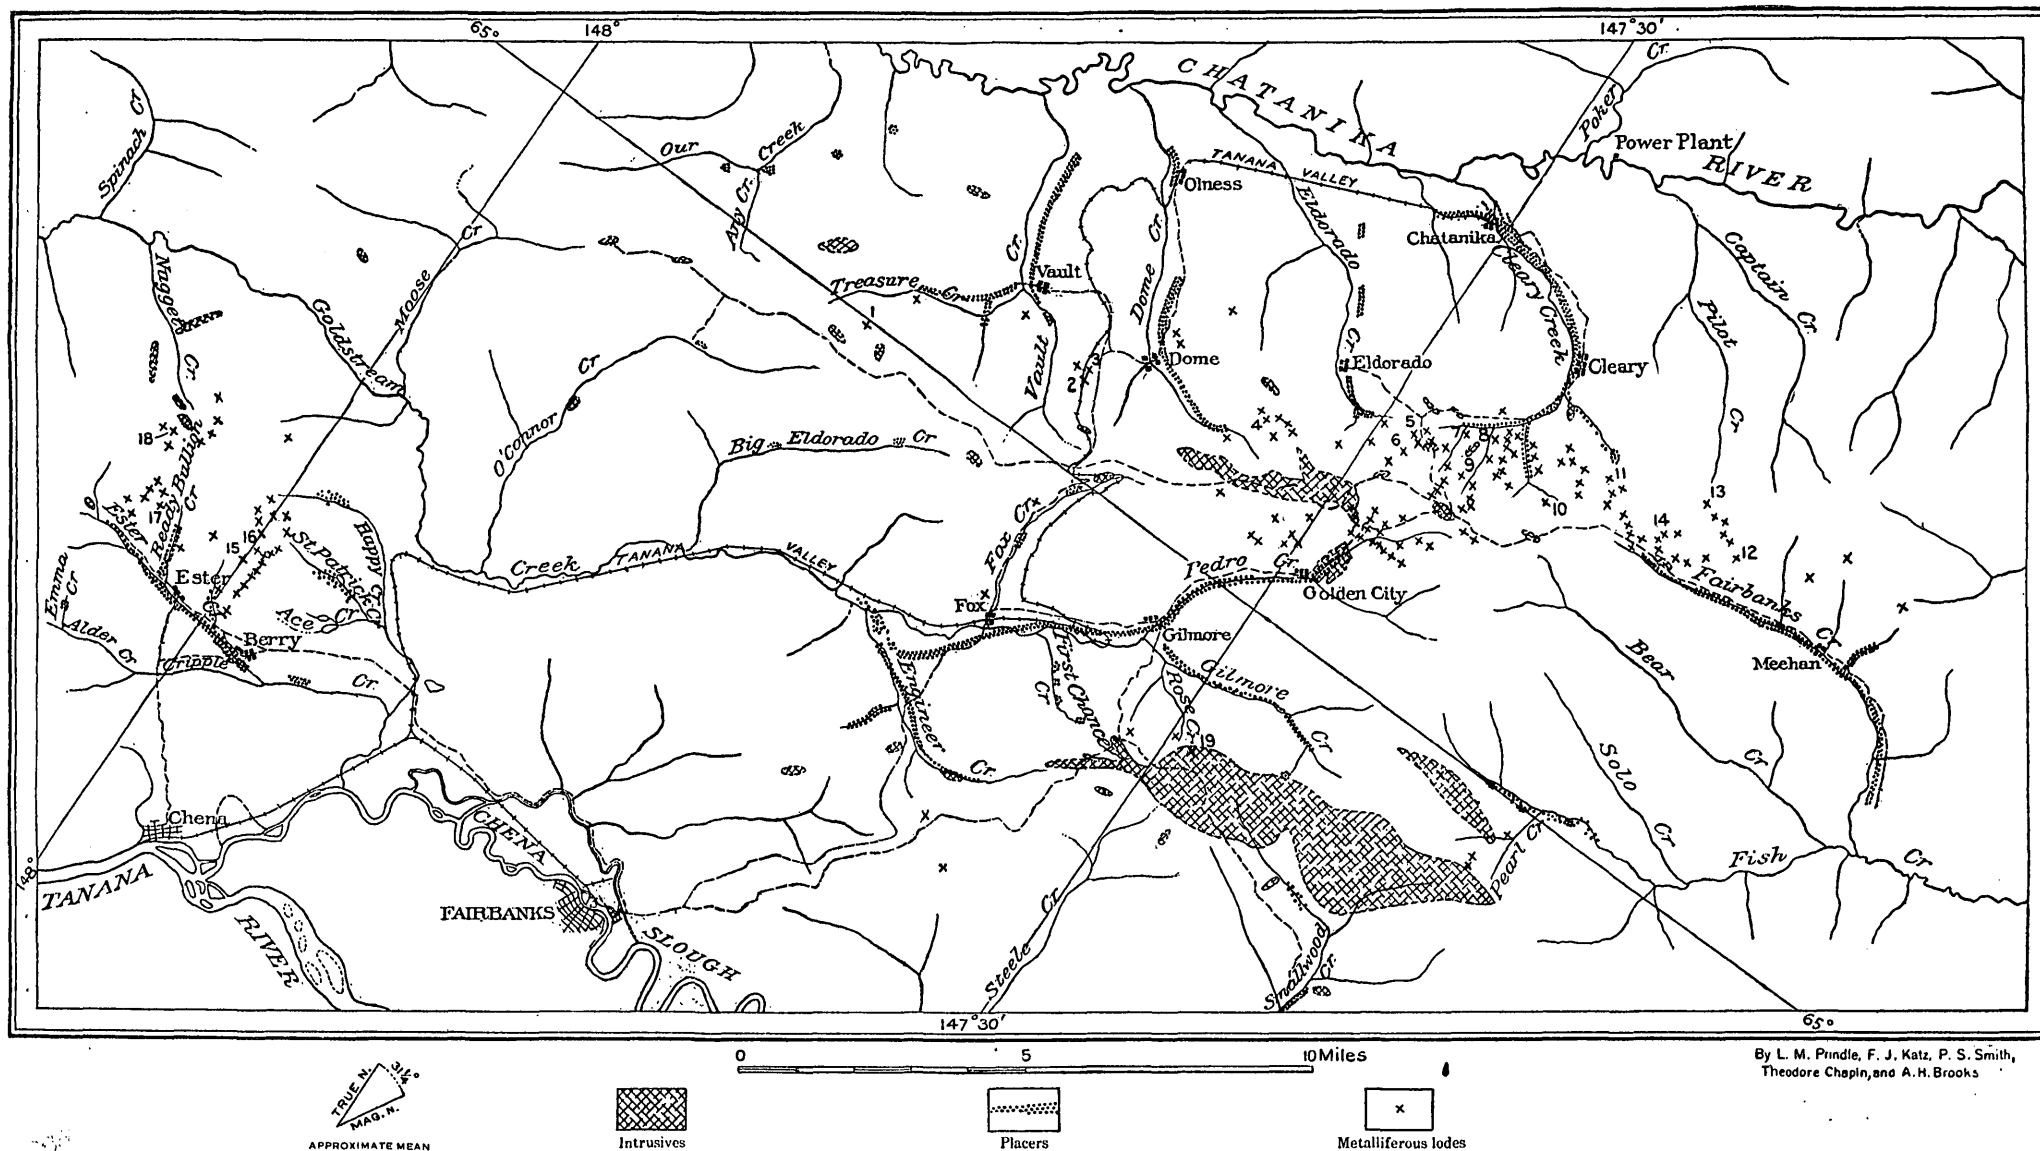 65°
148°
147°30'
Cr.
Poker
CHATANIKA
RIVER
Power Plant
Spinach Cr
Our Creek
Any Cr.
TANANA VALLEY
Olness
Eldorado Cr.
Chatanika
Cleary Creek
Captain Cr.
Pilot Cr
Nugget Cr.
Goldstream
Moose Cr
Treasure Cr
Cr.
Vault
Dome Cr.
1
Vault
2
3
Dome
Eldorado
Cleary
O'Connor Cr
Big Eldorado Cr
4
5
6
7
8
9
10
11
12
13
14
18
Ready Bullion Cr
17
Ester
16
15
Happy Cr.
St. Patrick Cr
Emma Cr
Ester
Ace Cr
Alder Cr
Berry
Cripple Cr.
Creek
TANANA VALLEY
Fox Cr
Fox
Pedro Cr.
Golden City
Gilmore
Fairbanks Cr
Meehan
First Chance Cr
Engineer Cr.
Rose Cr
Gilmore Cr
19
Bear Cr
Solo Cr
Chena
CHENA SLOUGH
TANANA RIVER
148°
FAIRBANKS
Steele Cr
Smallwood Cr.
Pearl Cr
Fish Cr
147°30'
65°
0 5 10 Miles
By L. M. Prindle, F. J. Katz, P. S. Smith,
Theodore Chapin, and A. H. Brooks
TRUE N.
31¼°
MAG. N.
APPROXIMATE MEAN
Intrusives
Placers
Metalliferous lodes